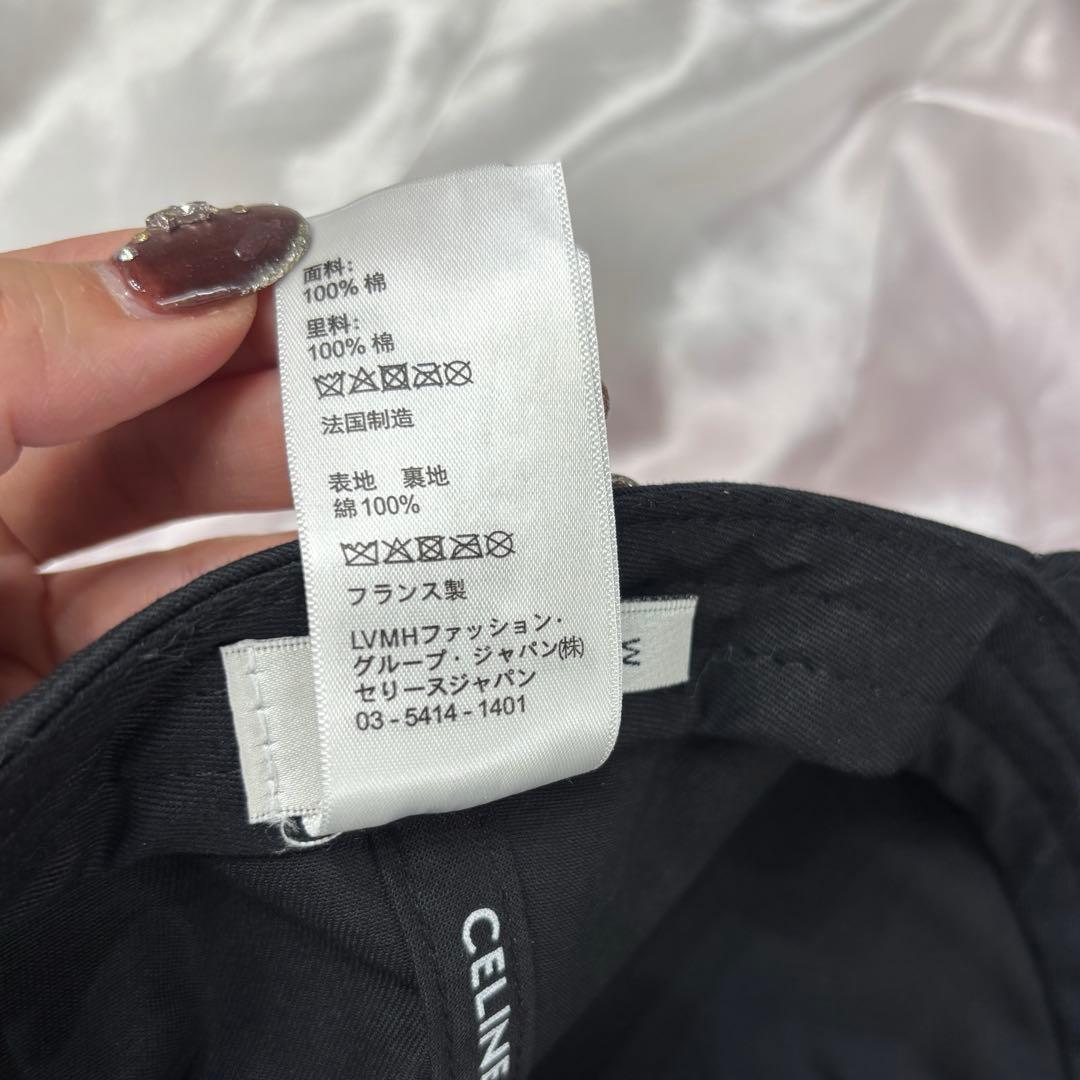 面料:
100% 棉
里料:
100% 棉
法国制造
表地 裏地
綿100%
フランス製
LVMHファッション・
グループ・ジャパン㈱
セリーヌジャパン
03 - 5414 - 1401
M
CELINE